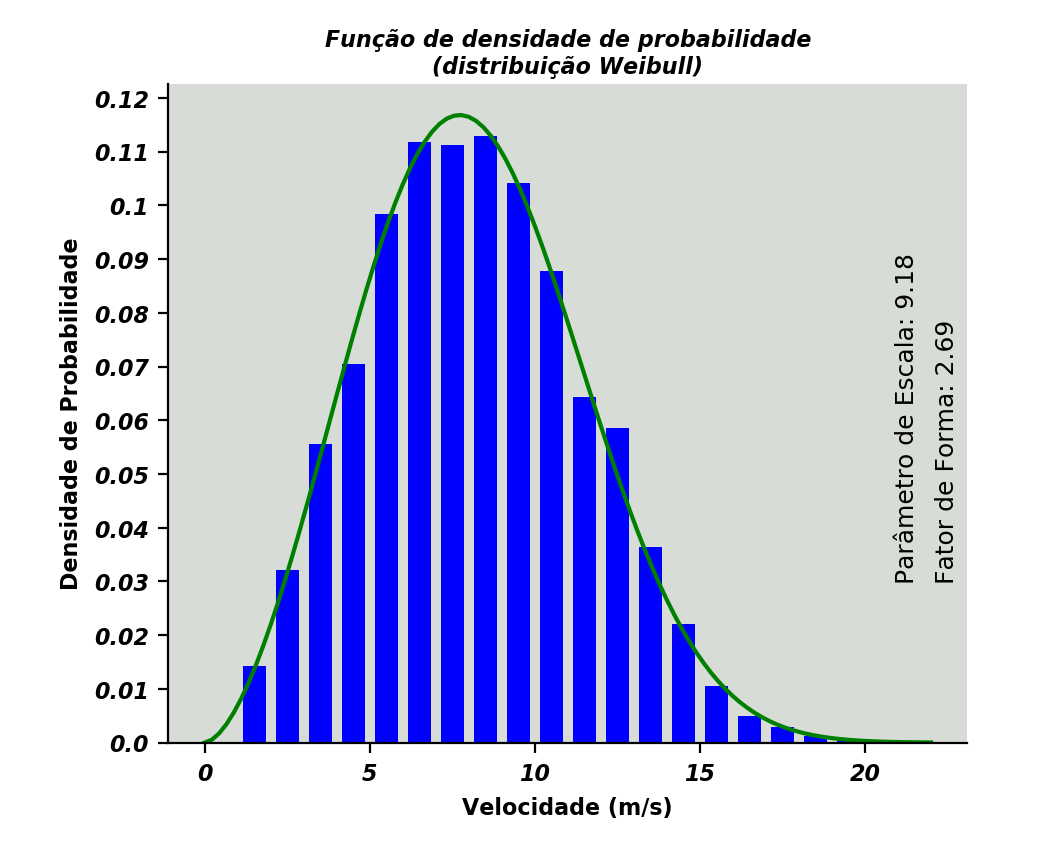 Função de densidade de probabilidade
(distribuição Weibull)
0.12
0.11
0.1
0.09
0.08
0.07
0.06
0.05
0.04
0.03
0.02
0.01
0.0
Densidade de Probabilidade
Parâmetro de Escala: 9.18
Fator de Forma: 2.69
0 5 10 15 20
Velocidade (m/s)